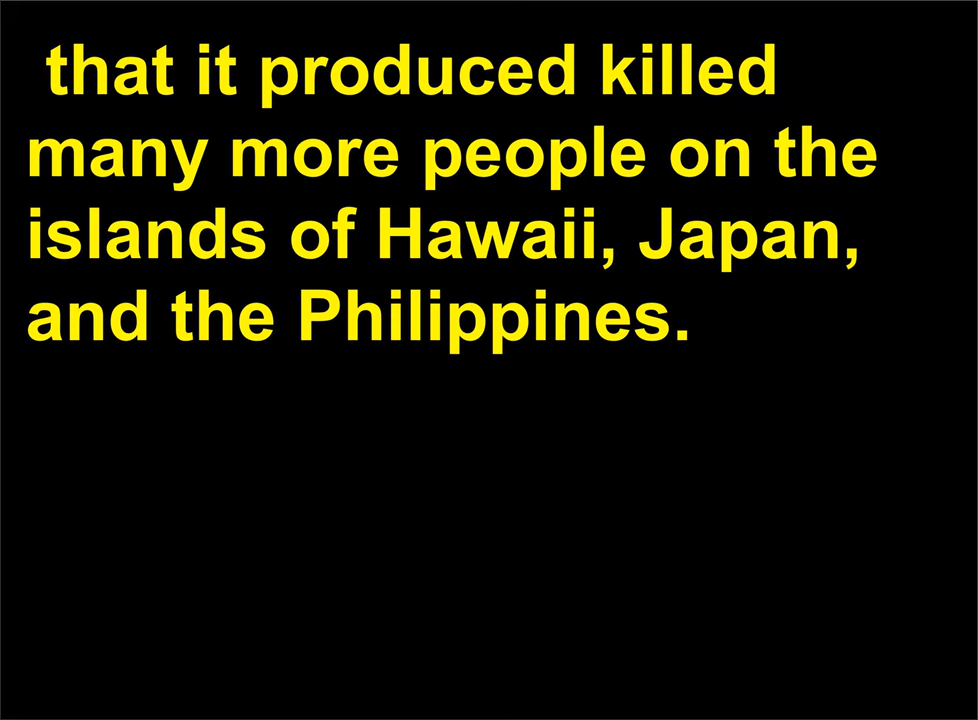 that it produced killed
many more people on the
islands of Hawaii, Japan,
and the Philippines.